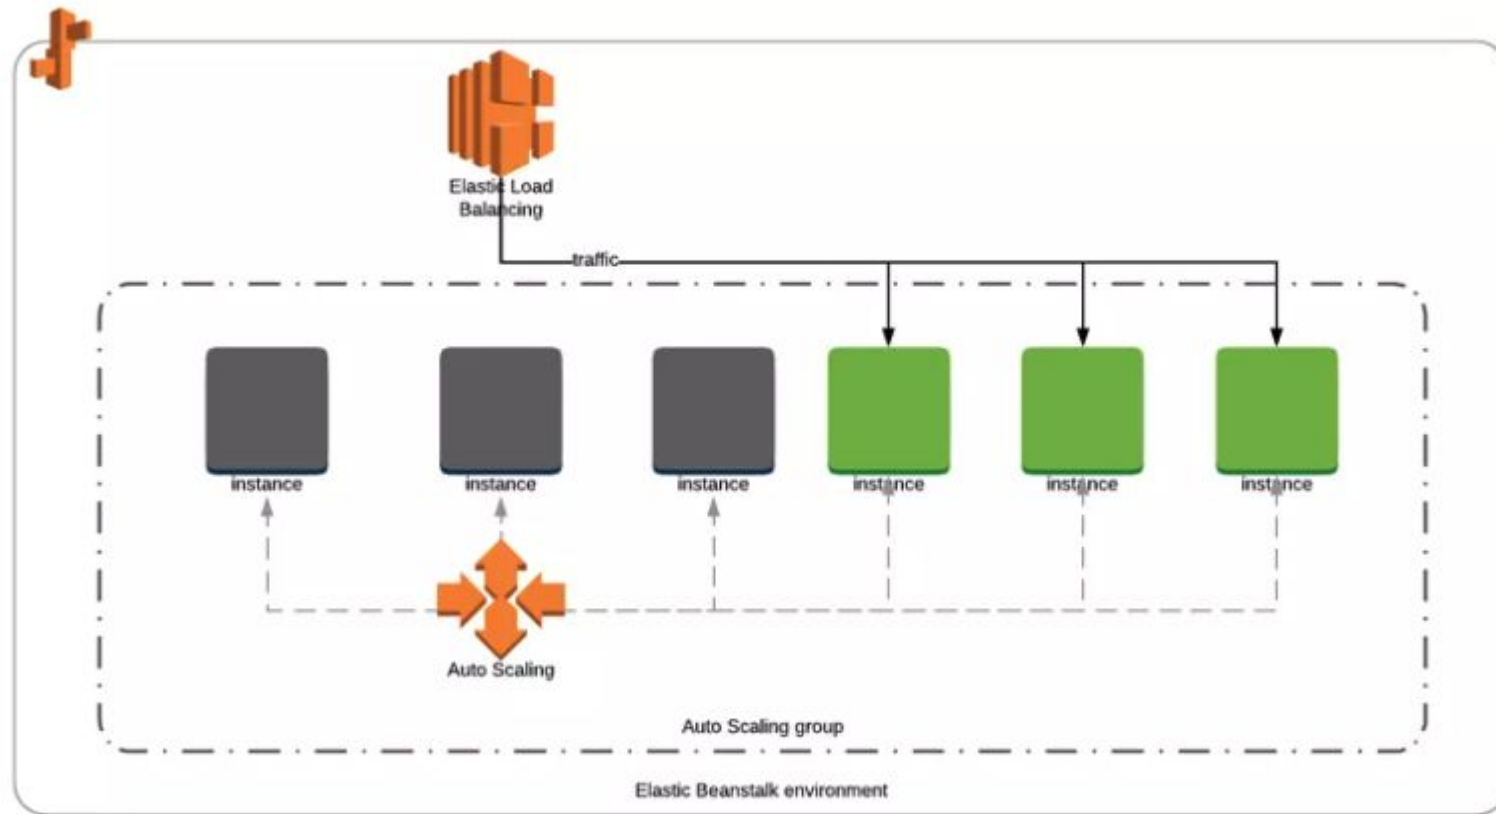 Elastic Load
Balancing
traffic
instance
instance
instance
instance
instance
instance
Auto Scaling
Auto Scaling group
Elastic Beanstalk environment